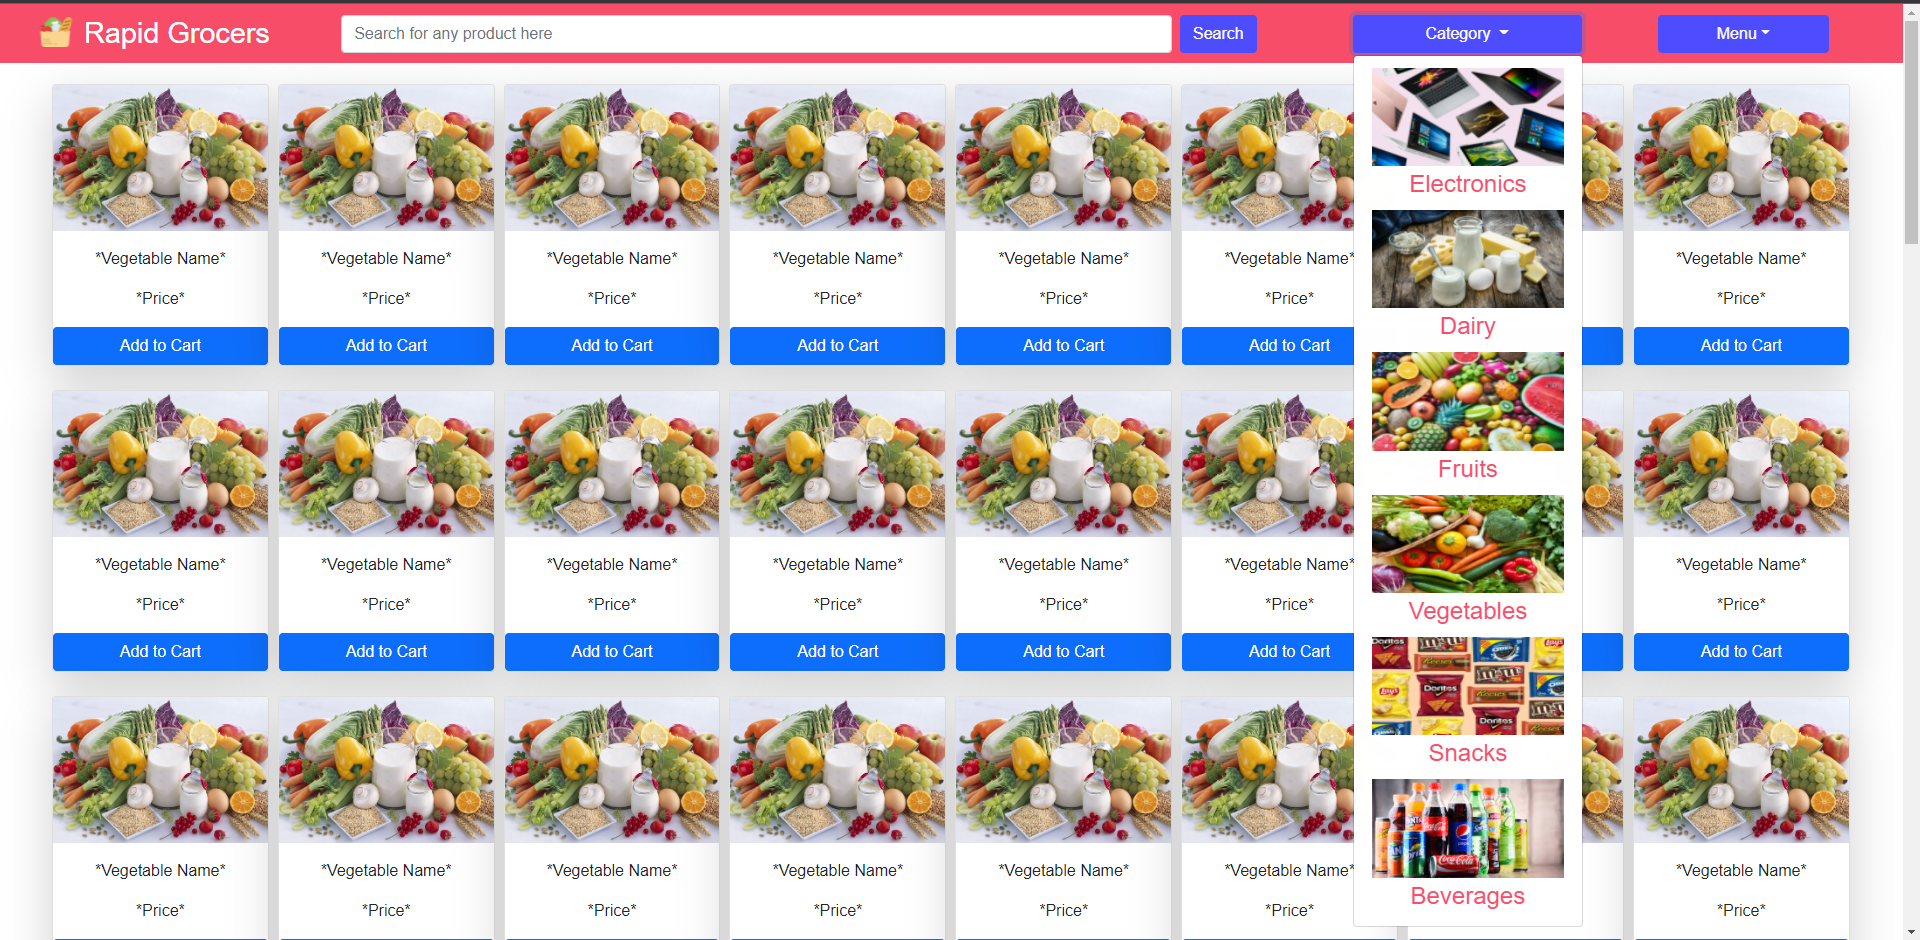 Rapid Grocers
Search for any product here
Search
Category
Menu
*Vegetable Name* *Vegetable Name* *Vegetable Name* *Vegetable Name* *Vegetable Name* *Vegetable Name* *Vegetable Name*
*Price* *Price* *Price* *Price* *Price* *Price* *Price*
Add to Cart Add to Cart Add to Cart Add to Cart Add to Cart Add to Cart Add to Cart
*Vegetable Name* *Vegetable Name* *Vegetable Name* *Vegetable Name* *Vegetable Name* *Vegetable Name* *Vegetable Name*
*Price* *Price* *Price* *Price* *Price* *Price* *Price*
Add to Cart Add to Cart Add to Cart Add to Cart Add to Cart Add to Cart Add to Cart
*Vegetable Name* *Vegetable Name* *Vegetable Name* *Vegetable Name* *Vegetable Name* *Vegetable Name* *Vegetable Name*
*Price* *Price* *Price* *Price* *Price* *Price* *Price*
Electronics
Dairy
Fruits
Vegetables
Doritos
Doritos
Doritos
Snacks
Coca-Cola
pepsi
Beverages